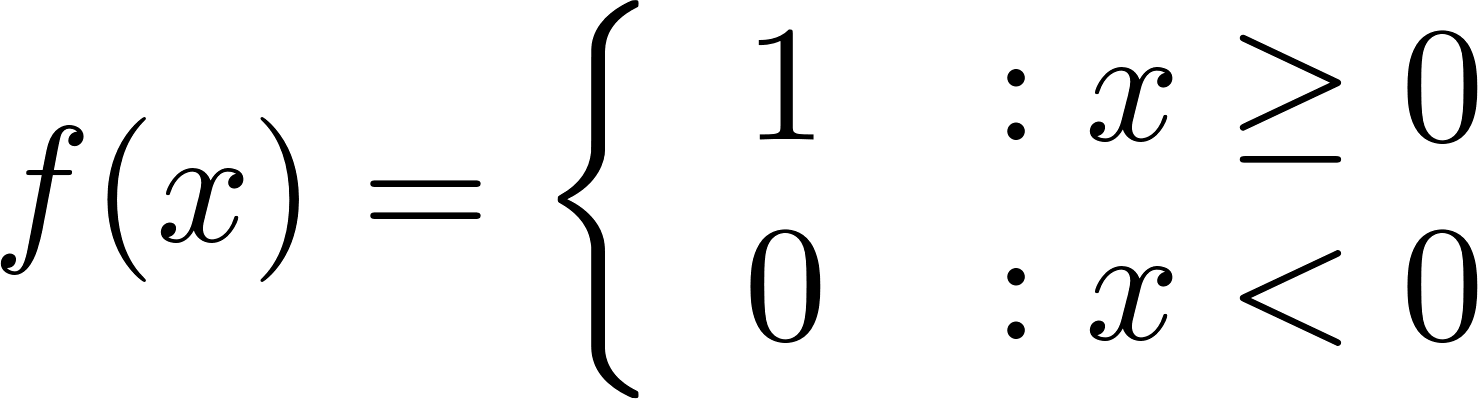 f(x) = { 1 : x ≥ 0
0 : x < 0